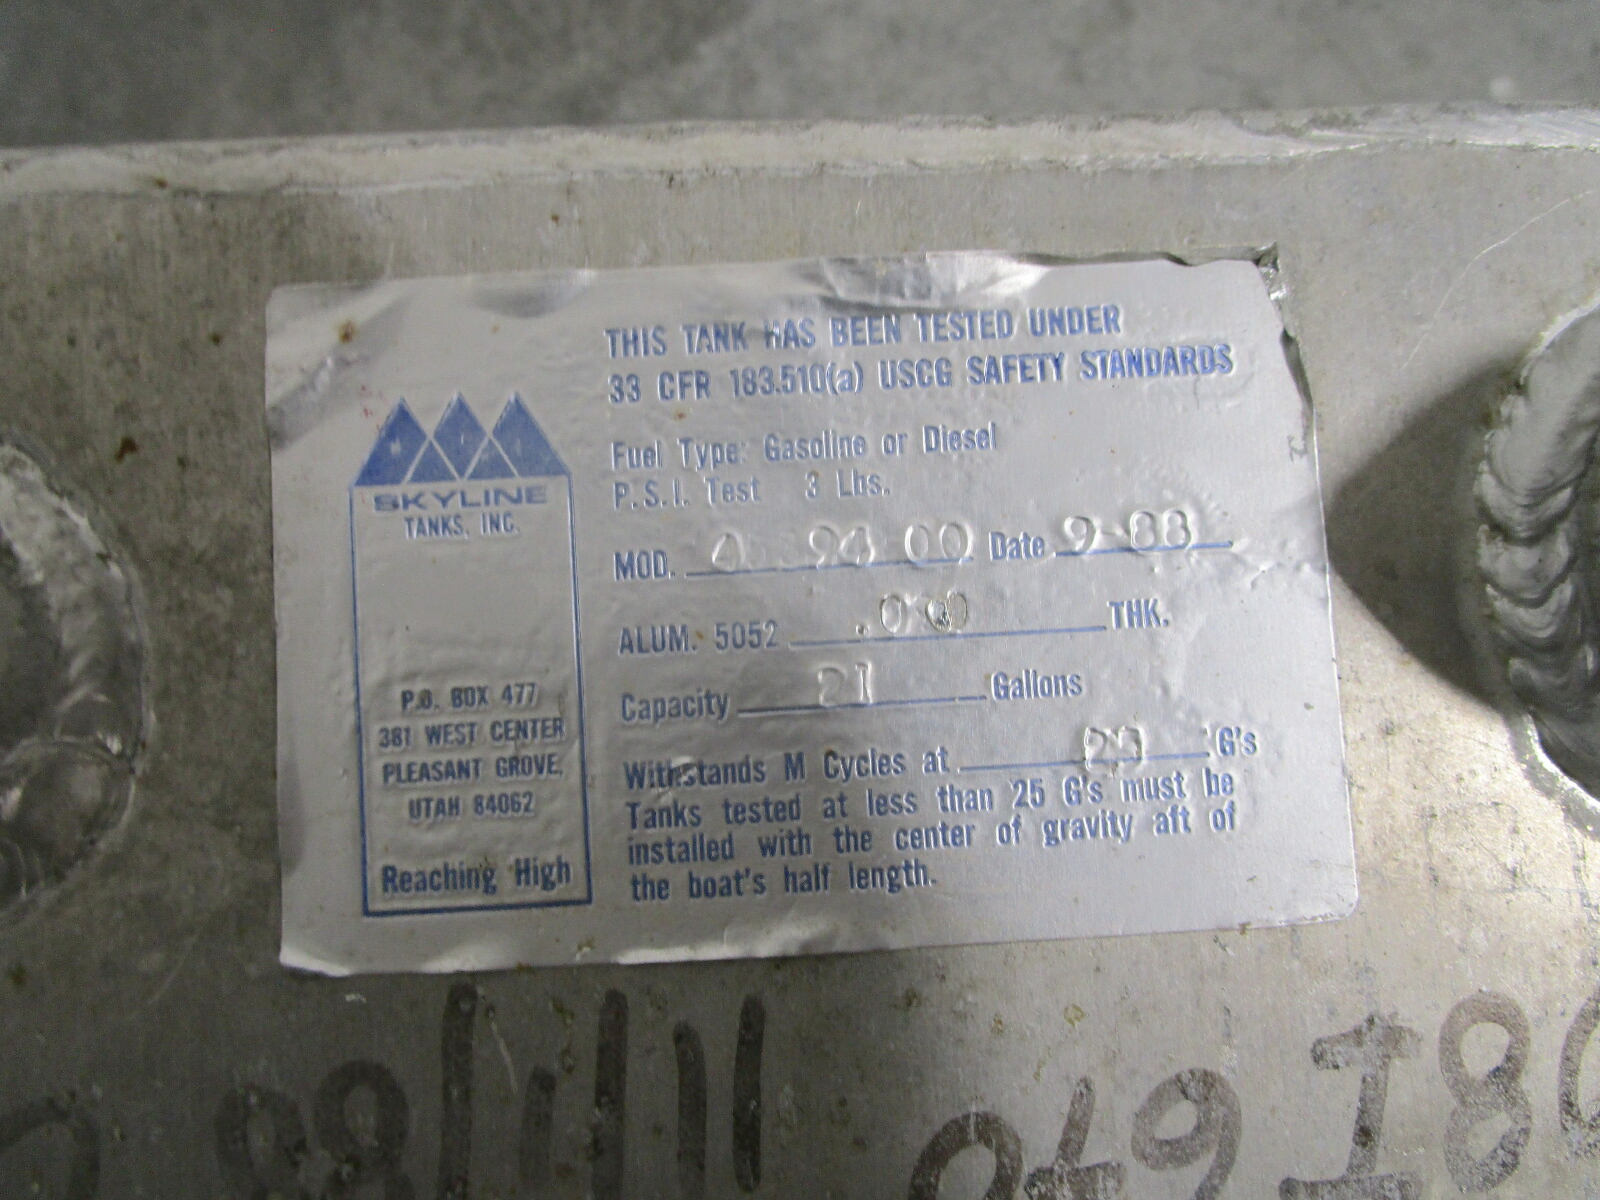 THIS TANK HAS BEEN TESTED UNDER
33 CFR 183.510(a) USCG SAFETY STANDARDS
Fuel Type: Gasoline or Diesel
P.S.I. Test 3 Lbs.
MOD. Date 9-88
ALUM. 5052 THK.
Capacity 21 Gallons
Withstands M Cycles at 25 G's
Tanks tested at less than 25 G's must be
installed with the center of gravity aft of
the boat's half length.
SKYLINE
TANKS, INC.
P.O. BOX 477
381 WEST CENTER
PLEASANT GROVE,
UTAH 84062
Reaching High